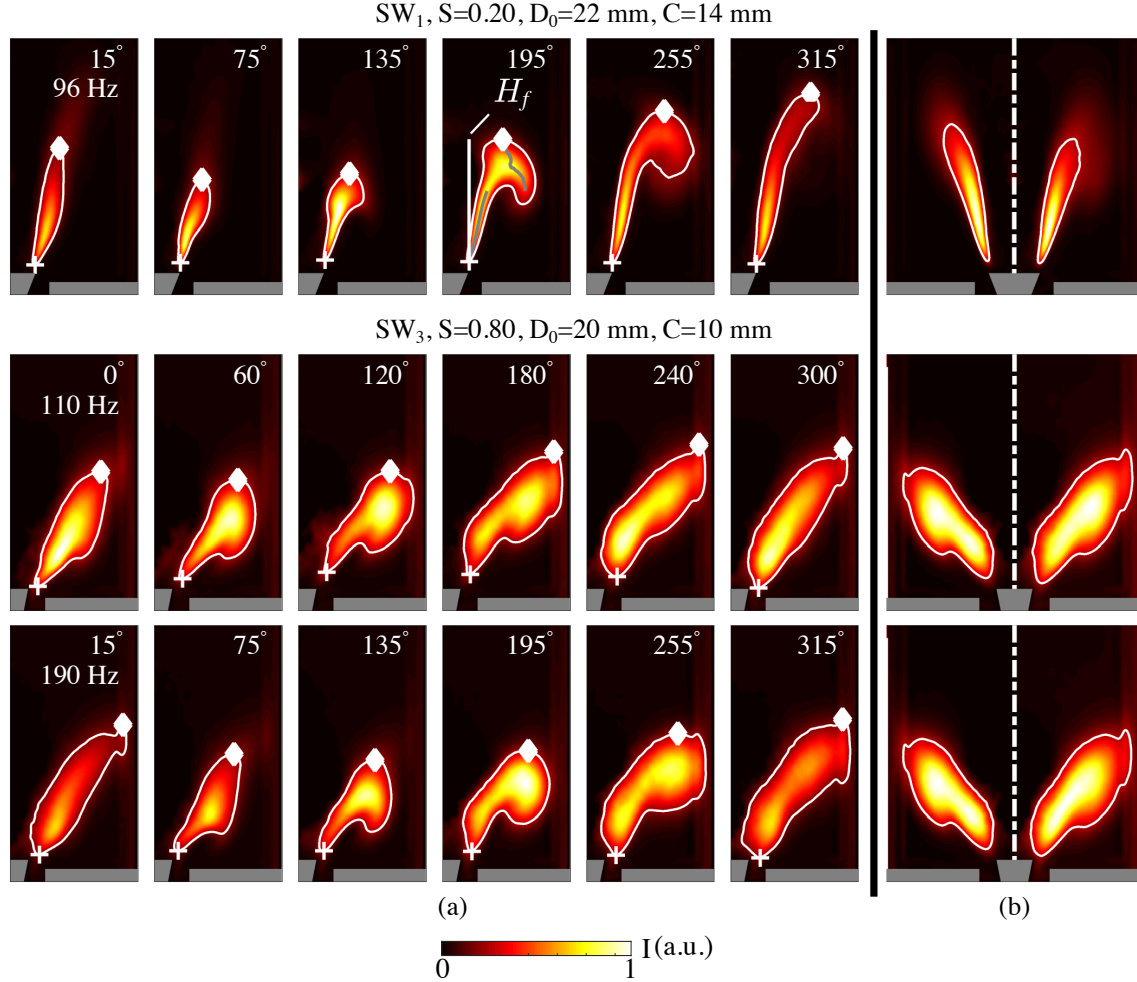 SW₁, S=0.20, D₀=22 mm, C=14 mm
15° 75° 135° 195° 255° 315°
96 Hz
H_f
SW₃, S=0.80, D₀=20 mm, C=10 mm
0° 60° 120° 180° 240° 300°
110 Hz
15° 75° 135° 195° 255° 315°
190 Hz
(a) (b)
I (a.u.)
0 1